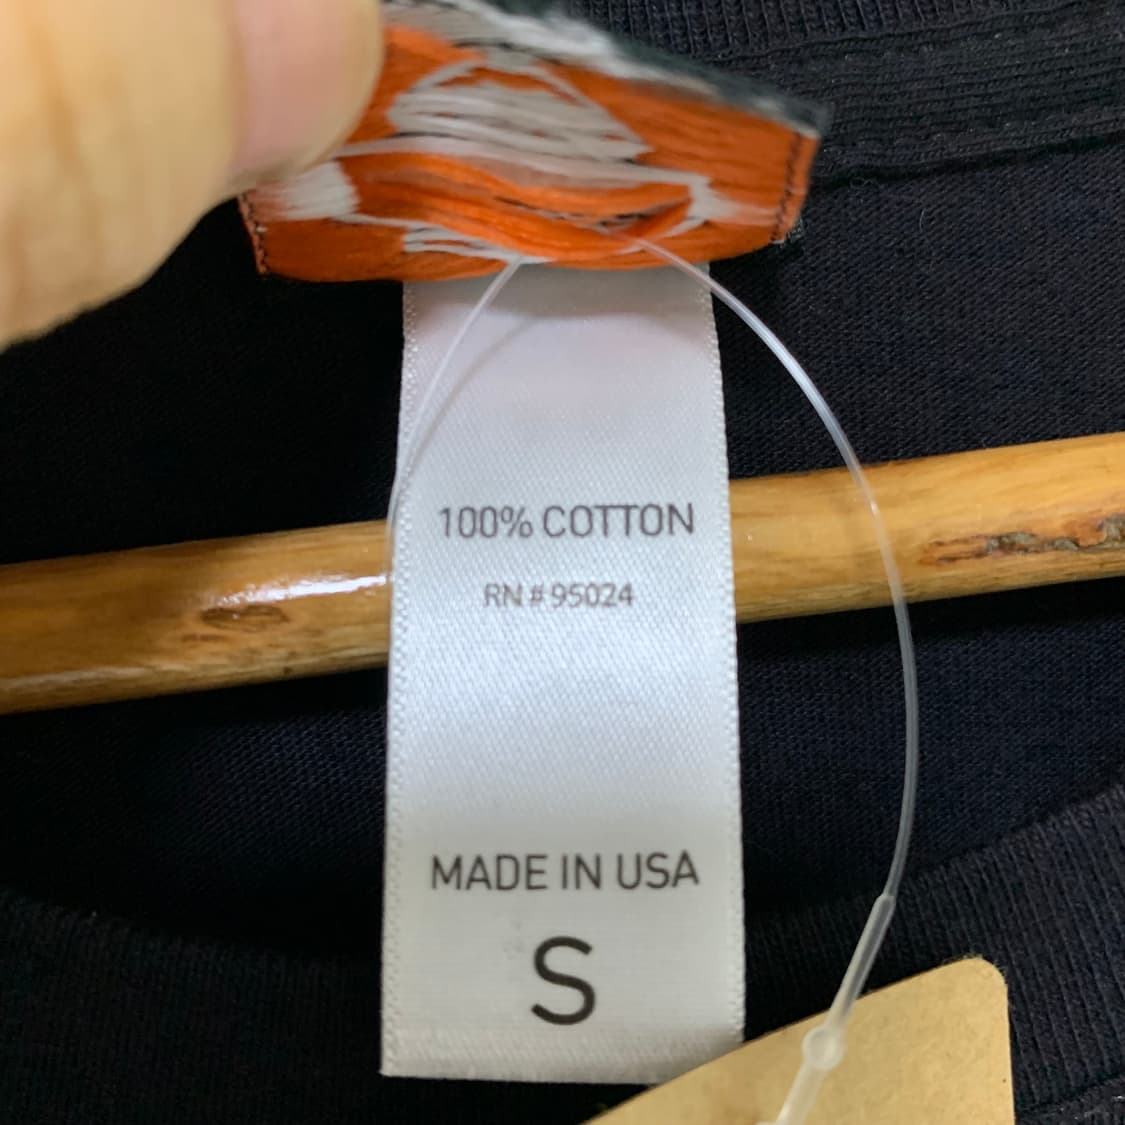 100% COTTON
RN # 95024
MADE IN USA
S